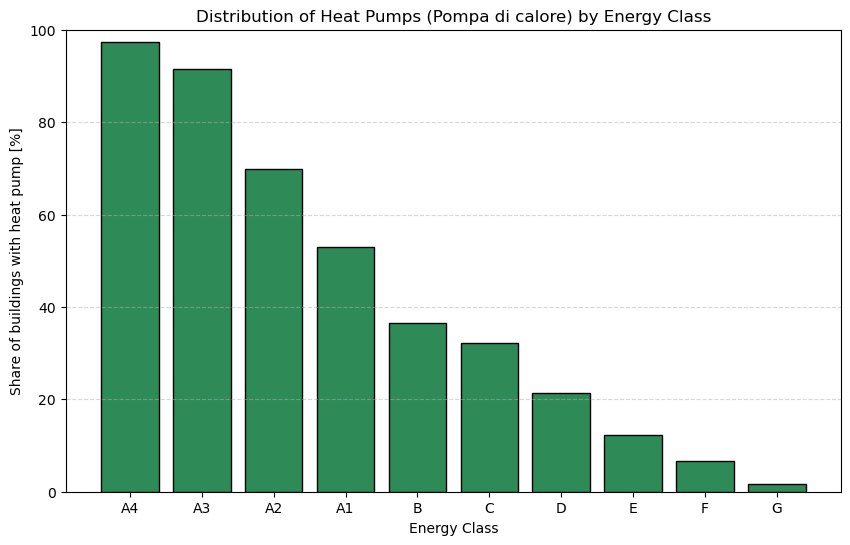 Distribution of Heat Pumps (Pompa di calore) by Energy Class
Share of buildings with heat pump [%]
100
80
60
40
20
0
A4 A3 A2 A1 B C D E F G
Energy Class